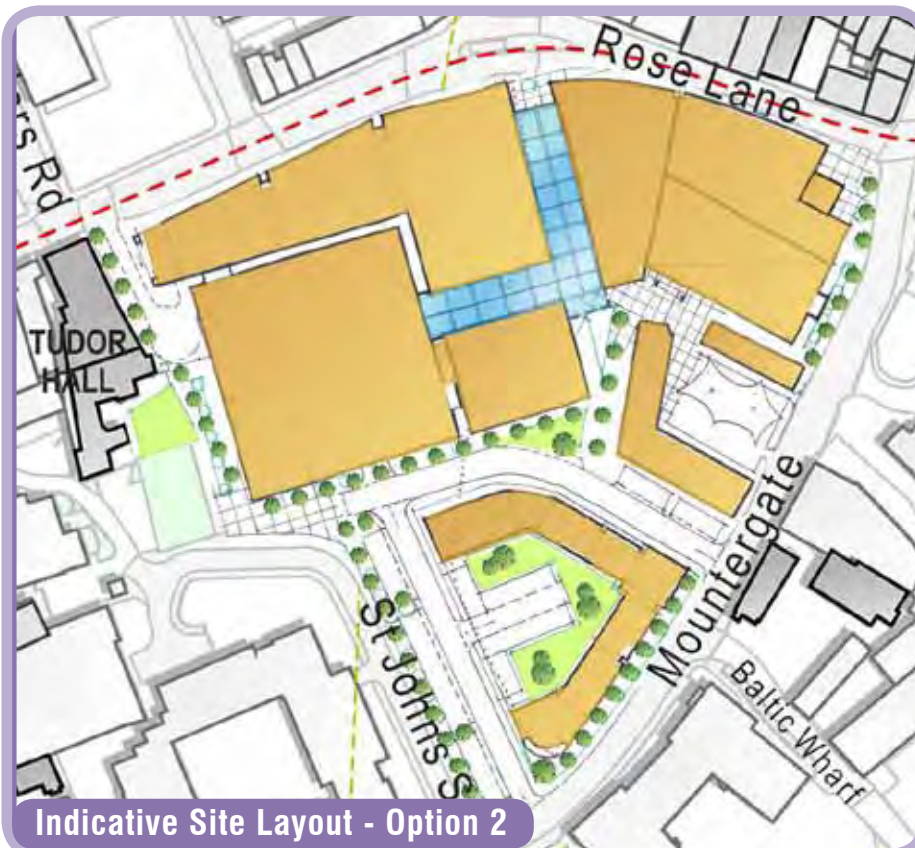 Rose Lane
rs Rd
TUDOR
HALL
Mountergate
St Johns S
Baltic Wharf
Indicative Site Layout - Option 2